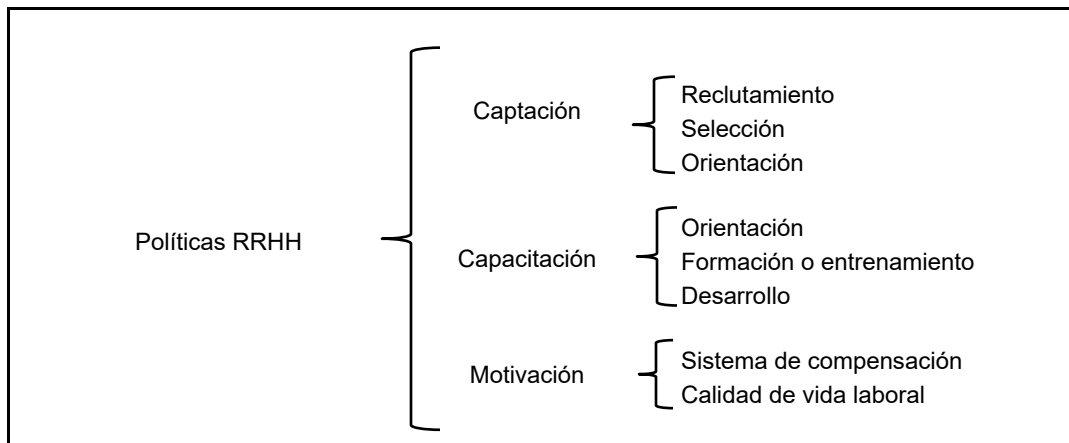 Políticas RRHH
Captación
Reclutamiento
Selección
Orientación
Capacitación
Orientación
Formación o entrenamiento
Desarrollo
Motivación
Sistema de compensación
Calidad de vida laboral